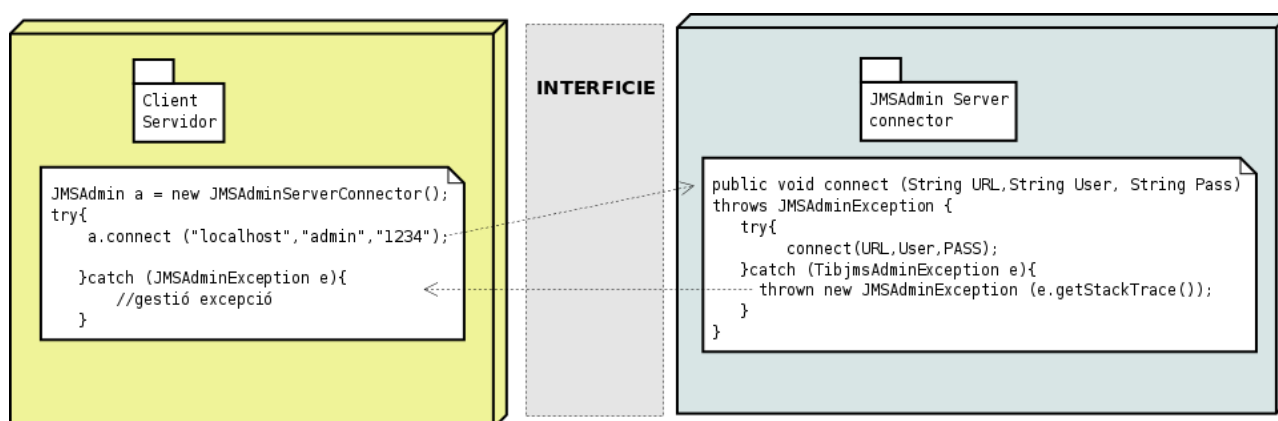 Client
Servidor
JMSAdmin a = new JMSAdminServerConnector();
try{
a.connect ("localhost","admin","1234");
}catch (JMSAdminException e){
//gestió excepció
}
INTERFICIE
JMSAdmin Server
connector
public void connect (String URL,String User, String Pass)
throws JMSAdminException {
try{
connect(URL,User,PASS);
}catch (TibjmsAdminException e){
thrown new JMSAdminException (e.getStackTrace());
}
}